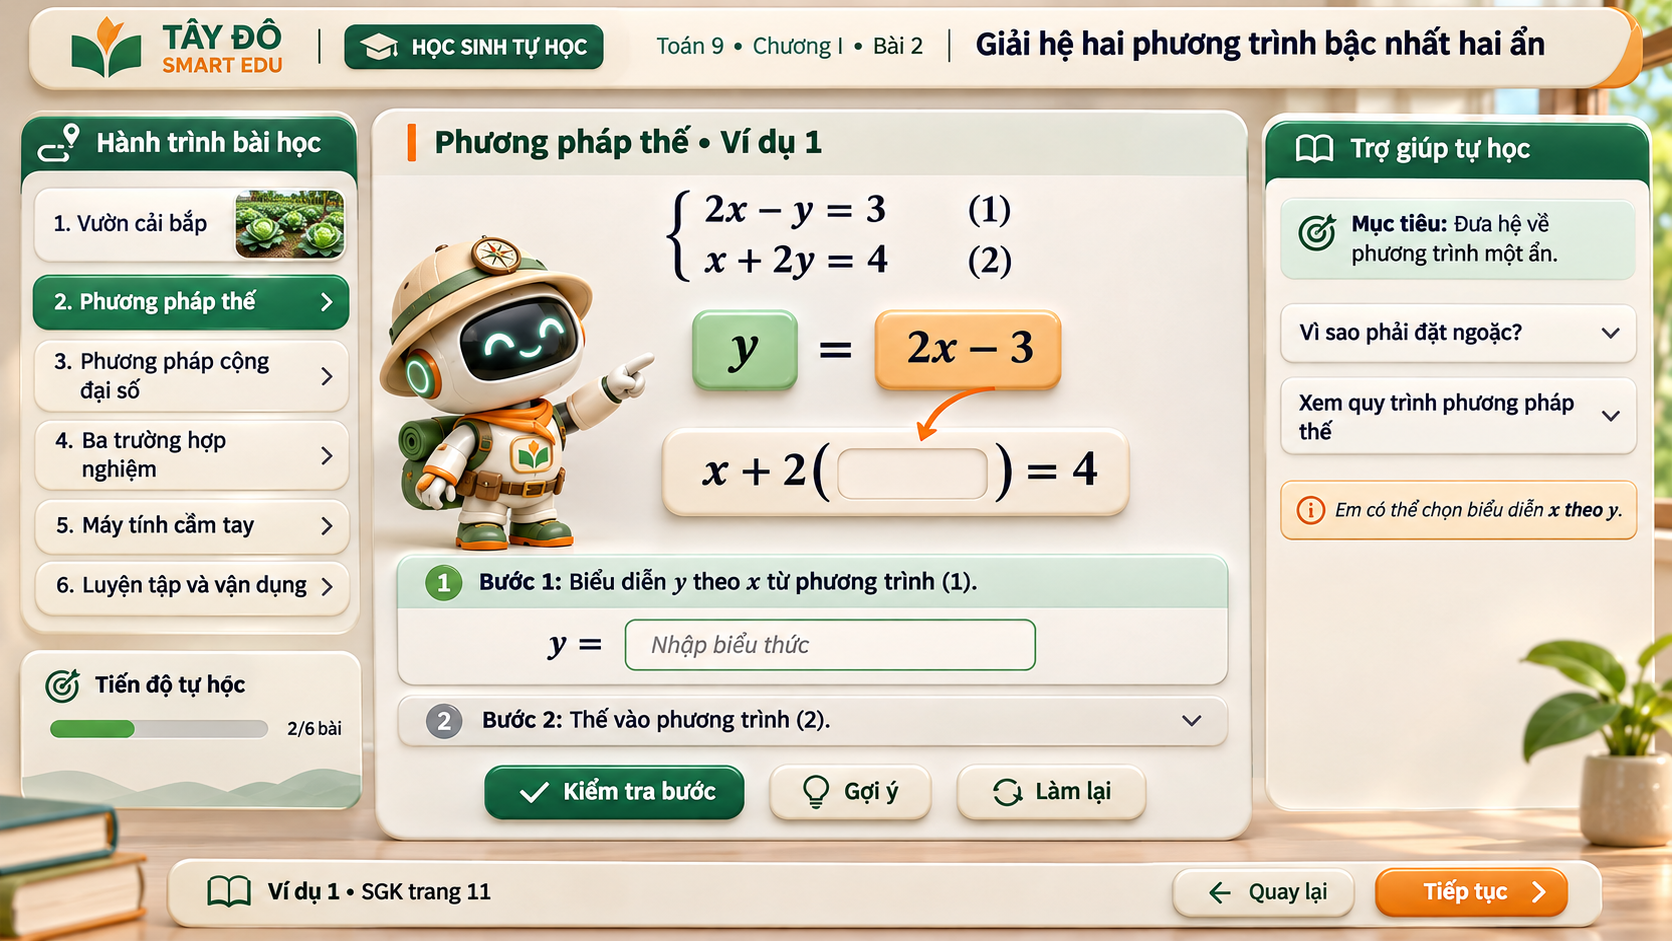 TÂY ĐÔ
SMART EDU
HỌC SINH TỰ HỌC
Toán 9 • Chương I • Bài 2
Giải hệ hai phương trình bậc nhất hai ẩn
Hành trình bài học
1. Vườn cải bắp
2. Phương pháp thế
3. Phương pháp cộng
đại số
4. Ba trường hợp
nghiệm
5. Máy tính cầm tay
6. Luyện tập và vận dụng
Tiến độ tự học
2/6 bài
Phương pháp thế • Ví dụ 1
2x – y = 3 (1)
x + 2y = 4 (2)
y = 2x – 3
x + 2( ) = 4
1 Bước 1: Biểu diễn y theo x từ phương trình (1).
y = Nhập biểu thức
2 Bước 2: Thế vào phương trình (2).
Kiểm tra bước
Gợi ý
Làm lại
Trợ giúp tự học
Mục tiêu: Đưa hệ về
phương trình một ẩn.
Vì sao phải đặt ngoặc?
Xem quy trình phương pháp
thế
Em có thể chọn biểu diễn x theo y.
Ví dụ 1 • SGK trang 11
Quay lại
Tiếp tục